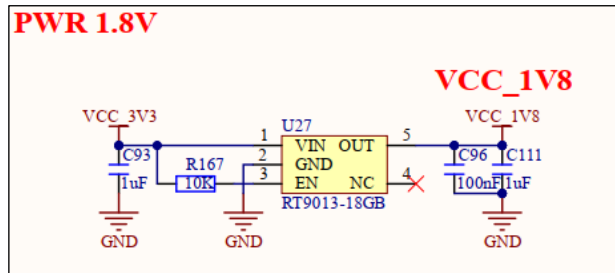 PWR 1.8V
VCC_1V8
VCC_3V3
U27
VCC_1V8
1 VIN OUT 5
C93
R167
2 GND
C96
C111
1uF
10K
3 EN NC 4
100nF
1uF
RT9013-18GB
GND
GND
GND